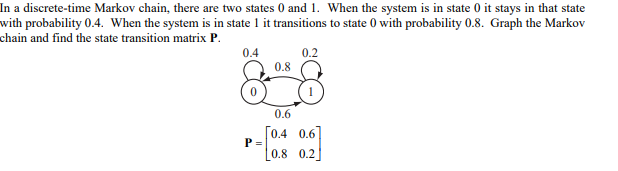 In a discrete-time Markov chain, there are two states 0 and 1. When the system is in state 0 it stays in that state
with probability 0.4. When the system is in state 1 it transitions to state 0 with probability 0.8. Graph the Markov
chain and find the state transition matrix P.
0.4 0.2
0.8
0 1
0.6
P = [0.4 0.6]
[0.8 0.2]